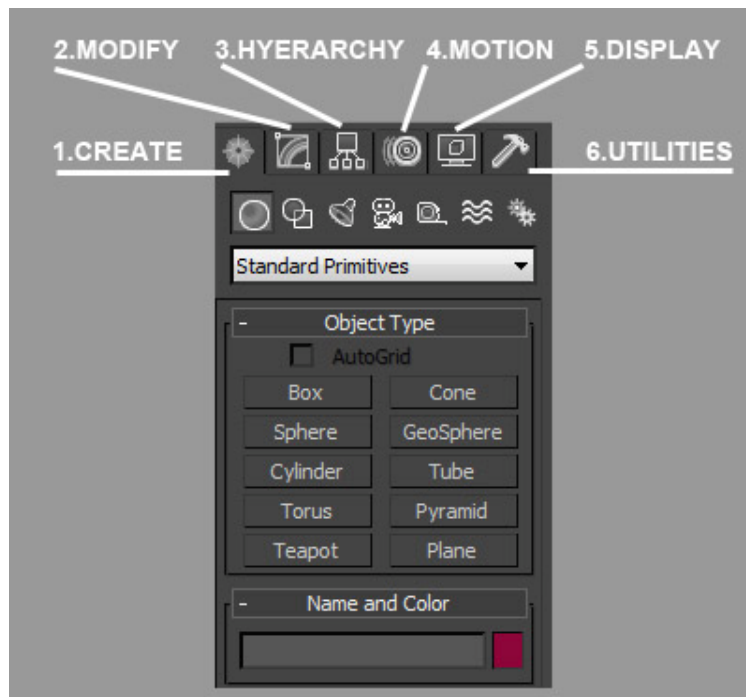 2.MODIFY 3.HYERARCHY 4.MOTION 5.DISPLAY
1.CREATE 6.UTILITIES
Standard Primitives
- Object Type
AutoGrid
Box Cone
Sphere GeoSphere
Cylinder Tube
Torus Pyramid
Teapot Plane
- Name and Color